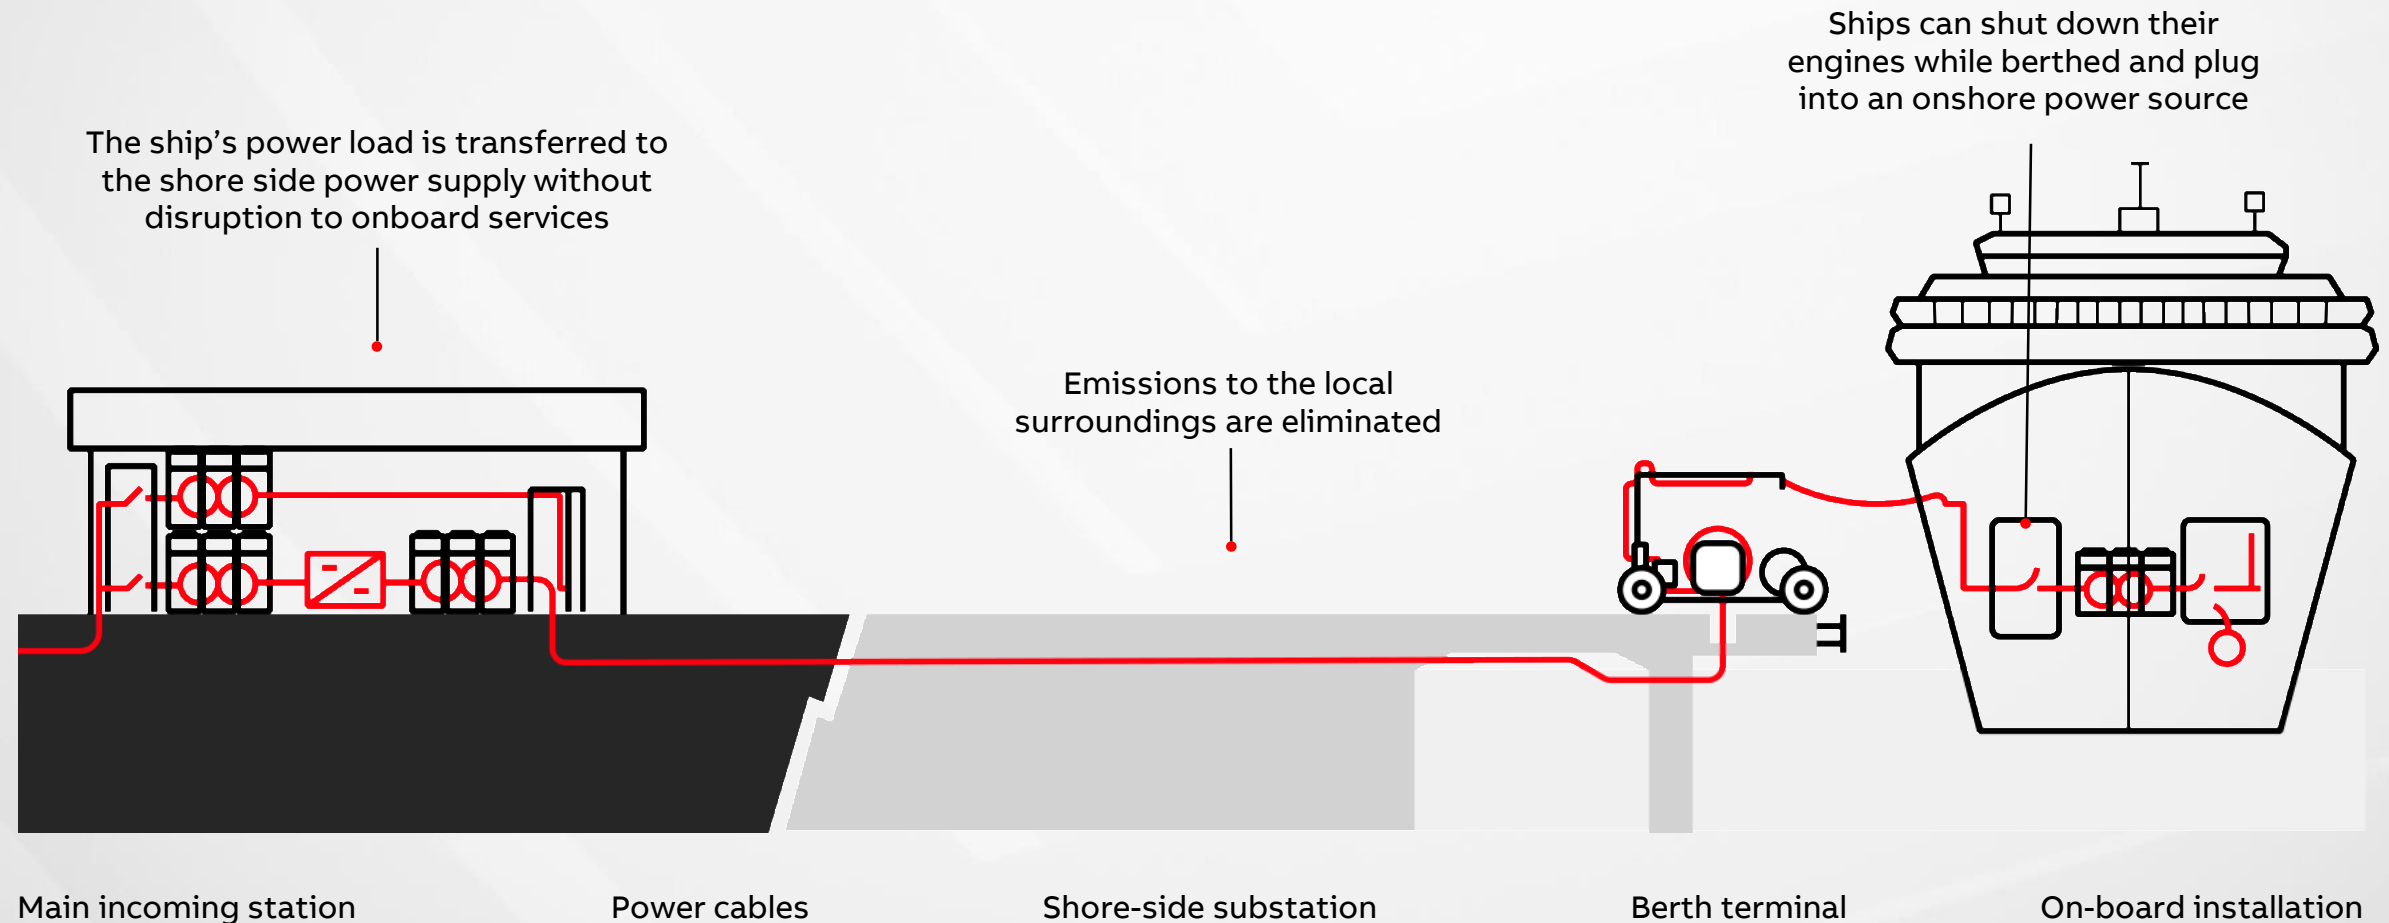 Ships can shut down their
engines while berthed and plug
into an onshore power source
The ship’s power load is transferred to
the shore side power supply without
disruption to onboard services
Emissions to the local
surroundings are eliminated
Main incoming station
Power cables
Shore-side substation
Berth terminal
On-board installation